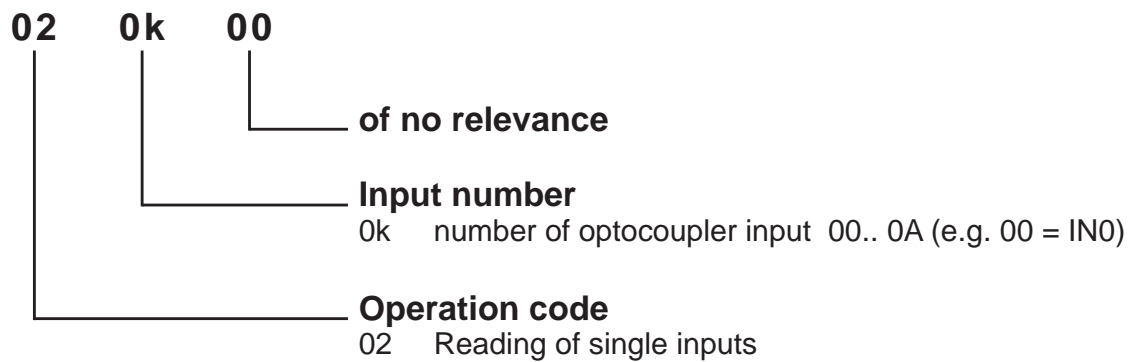 02 0k 00
of no relevance
Input number
0k number of optocoupler input 00.. 0A (e.g. 00 = IN0)
Operation code
02 Reading of single inputs